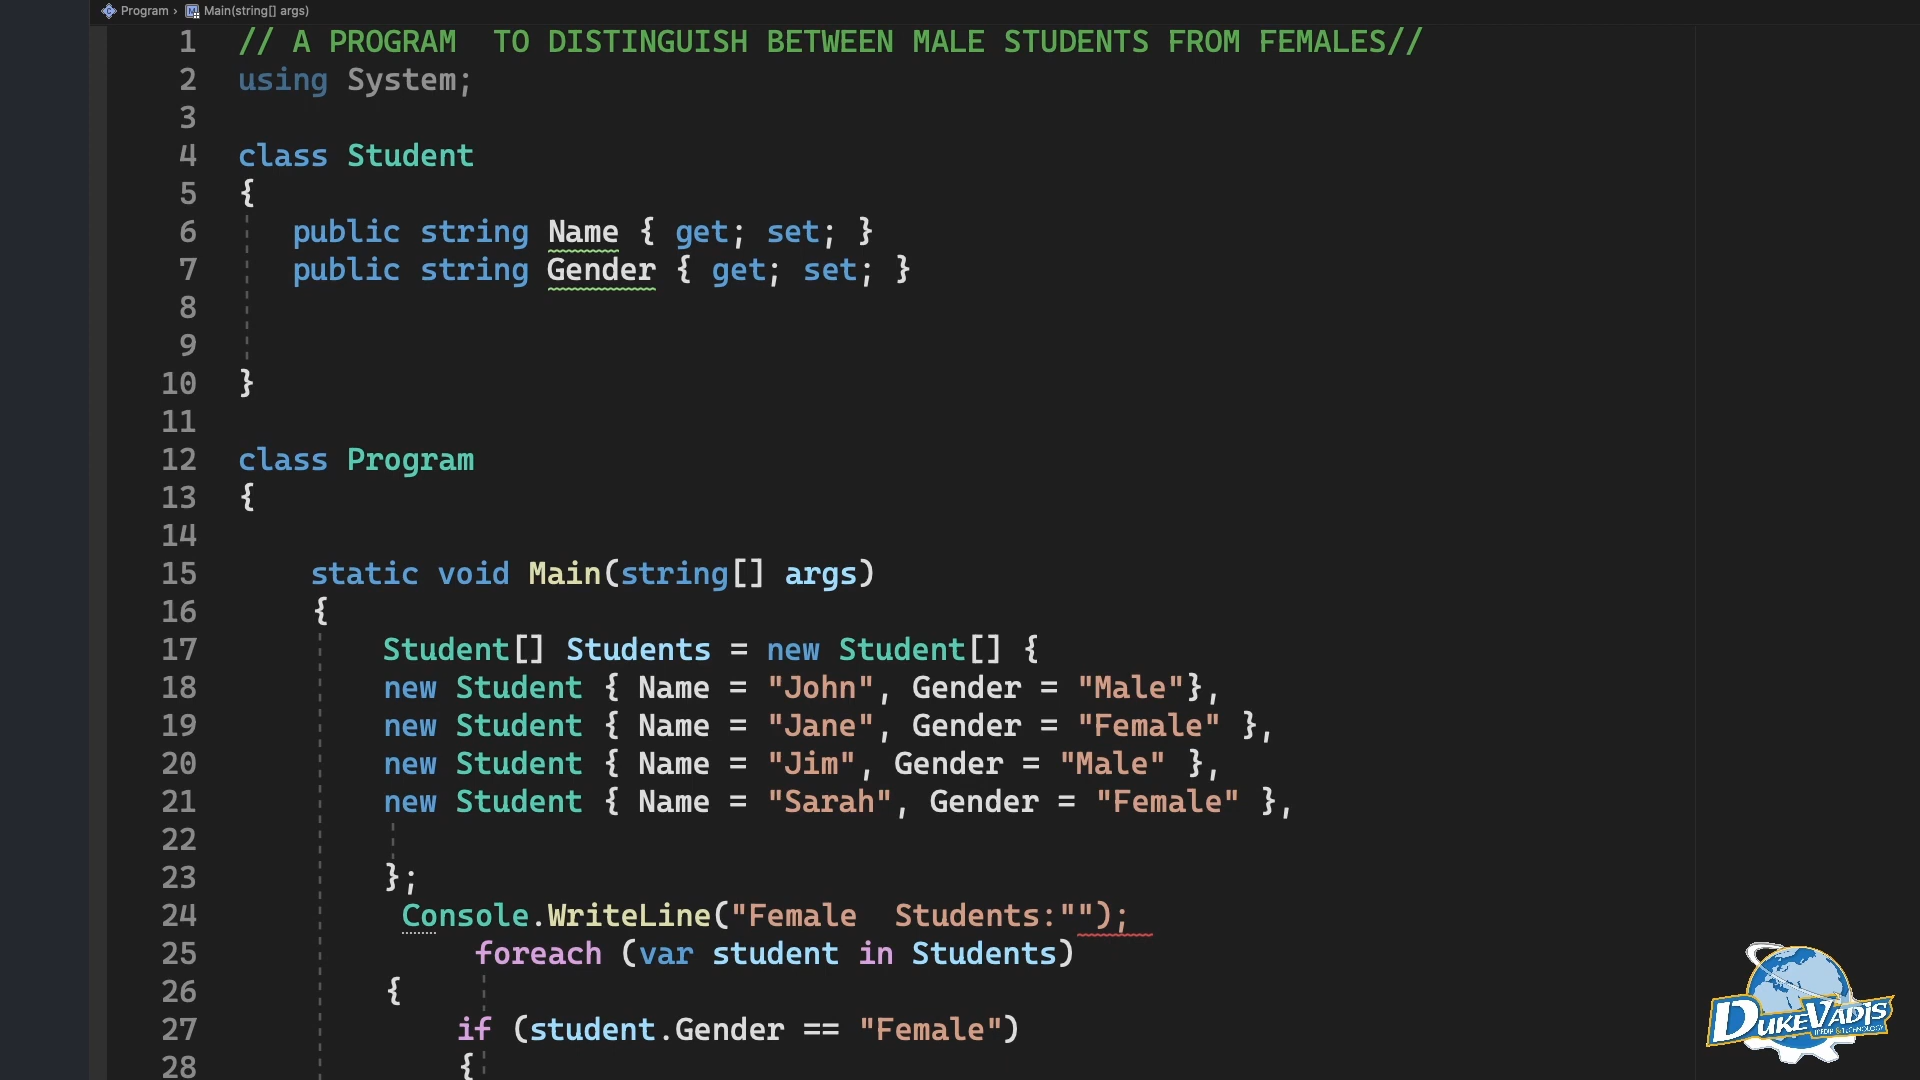 Program › Main(string[] args)
1 // A PROGRAM  TO DISTINGUISH BETWEEN MALE STUDENTS FROM FEMALES//
2 using System;
3
4 class Student
5 {
6 public string Name { get; set; }
7 public string Gender { get; set; }
8
9
10 }
11
12 class Program
13 {
14
15 static void Main(string[] args)
16 {
17 Student[] Students = new Student[] {
18 new Student { Name = "John", Gender = "Male"},
19 new Student { Name = "Jane", Gender = "Female" },
20 new Student { Name = "Jim", Gender = "Male" },
21 new Student { Name = "Sarah", Gender = "Female" },
22
23 };
24 Console.WriteLine("Female  Students:"");
25 foreach (var student in Students)
26 {
27 if (student.Gender == "Female")
28 {
DUKEVADIS
MEDIA & TECHNOLOGY